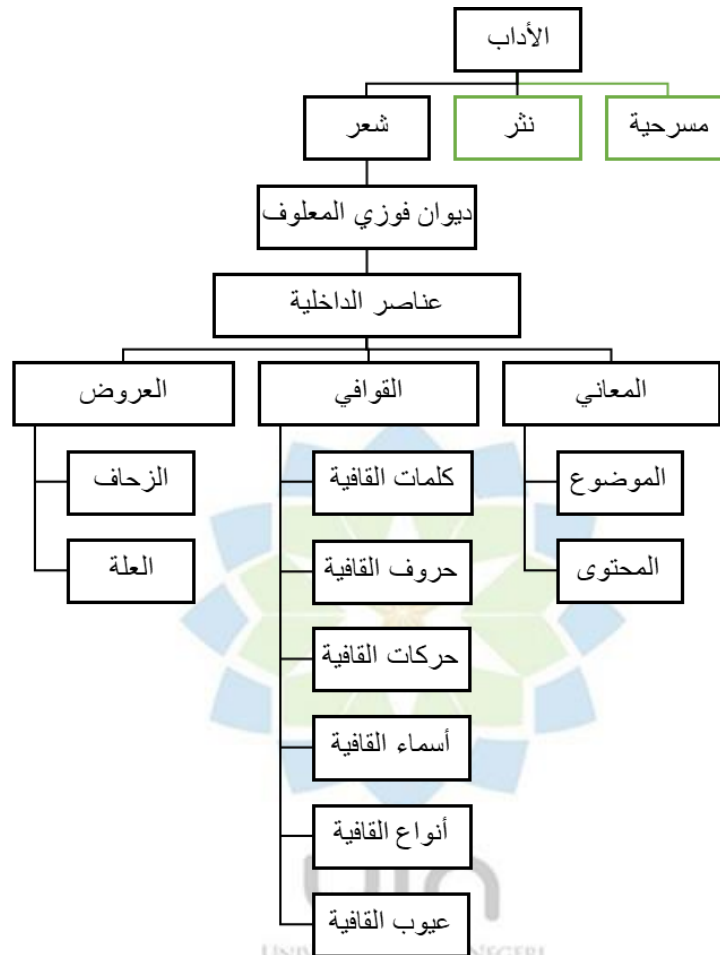 الأداب
شعر
نثر
مسرحية
ديوان فوزي المعلوف
عناصر الداخلية
العروض
القوافي
المعاني
الزحاف
كلمات القافية
الموضوع
العلة
حروف القافية
المحتوى
حركات القافية
أسماء القافية
أنواع القافية
عيوب القافية